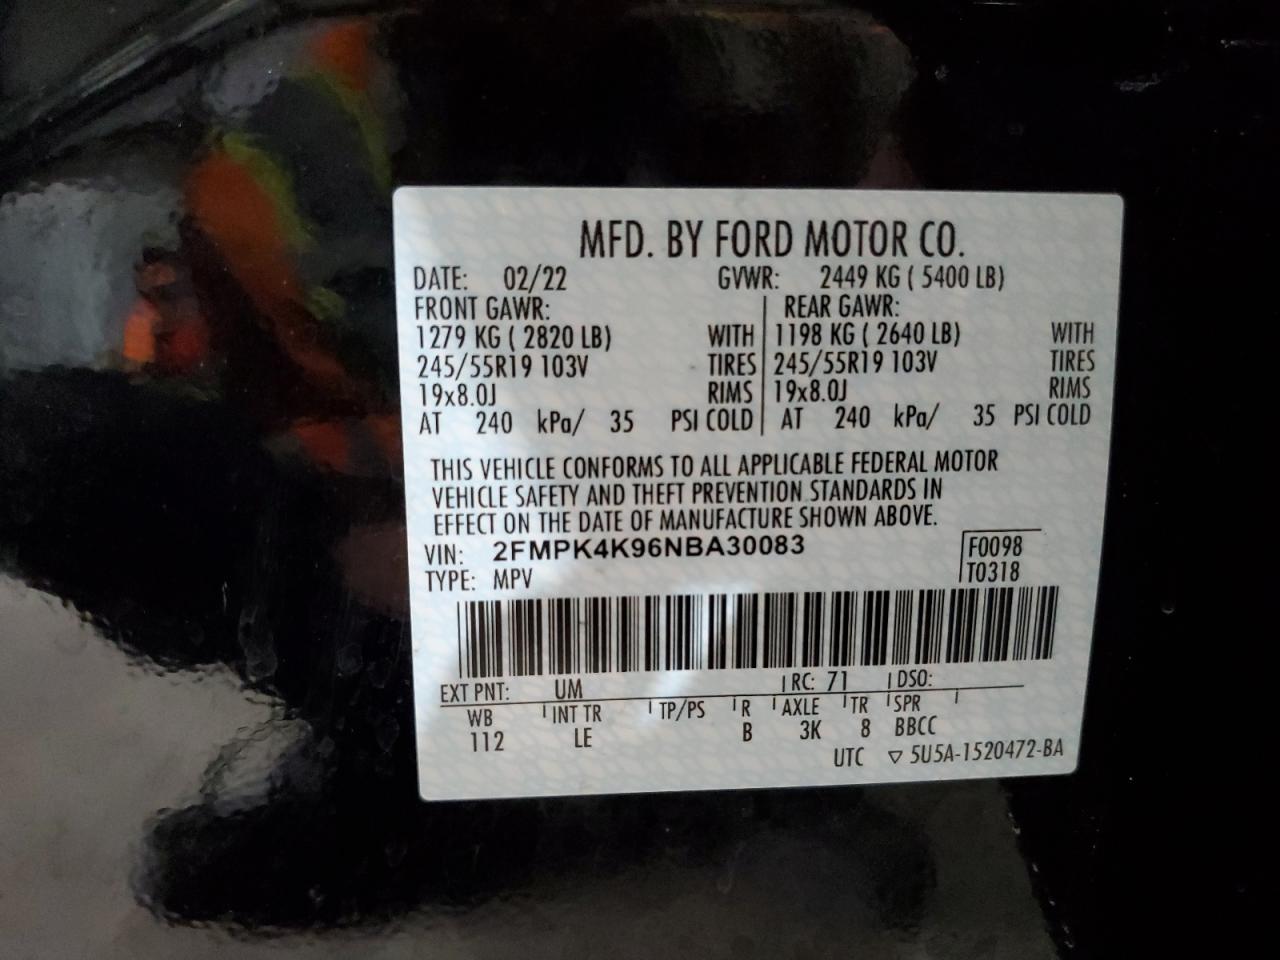 MFD. BY FORD MOTOR CO.
DATE: 02/22 GVWR: 2449 KG ( 5400 LB)
FRONT GAWR: REAR GAWR:
1279 KG ( 2820 LB) WITH 1198 KG ( 2640 LB) WITH
245/55R19 103V TIRES 245/55R19 103V TIRES
19x8.0J RIMS 19x8.0J RIMS
AT 240 kPa/ 35 PSI COLD AT 240 kPa/ 35 PSI COLD
THIS VEHICLE CONFORMS TO ALL APPLICABLE FEDERAL MOTOR
VEHICLE SAFETY AND THEFT PREVENTION STANDARDS IN
EFFECT ON THE DATE OF MANUFACTURE SHOWN ABOVE.
VIN: 2FMPK4K96NBA30083 F0098
TYPE: MPV T0318
EXT PNT: UM RC: 71 DSO:
WB INT TR TP/PS R AXLE TR SPR
112 LE B 3K 8 BBCC
UTC ▽ 5U5A-1520472-BA